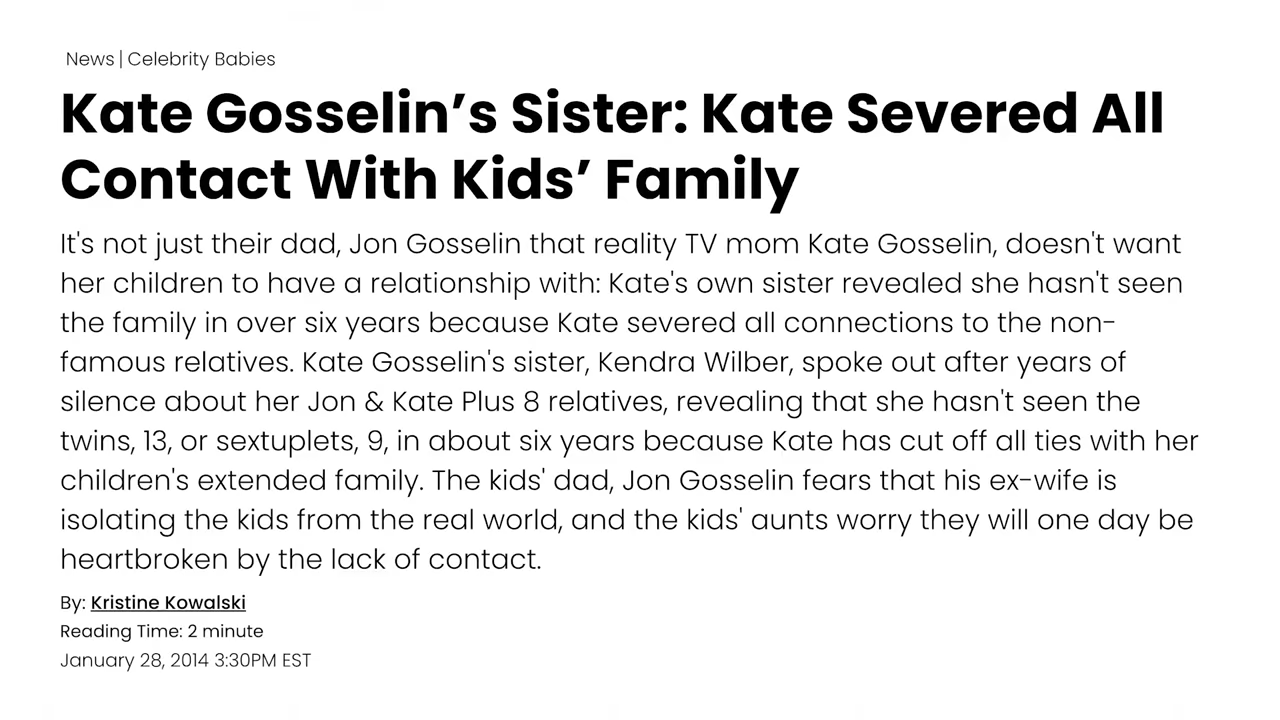 News | Celebrity Babies
Kate Gosselin’s Sister: Kate Severed All
Contact With Kids’ Family
It's not just their dad, Jon Gosselin that reality TV mom Kate Gosselin, doesn't want
her children to have a relationship with: Kate's own sister revealed she hasn't seen
the family in over six years because Kate severed all connections to the non-
famous relatives. Kate Gosselin's sister, Kendra Wilber, spoke out after years of
silence about her Jon & Kate Plus 8 relatives, revealing that she hasn't seen the
twins, 13, or sextuplets, 9, in about six years because Kate has cut off all ties with her
children's extended family. The kids' dad, Jon Gosselin fears that his ex-wife is
isolating the kids from the real world, and the kids' aunts worry they will one day be
heartbroken by the lack of contact.
By: Kristine Kowalski
Reading Time: 2 minute
January 28, 2014 3:30PM EST